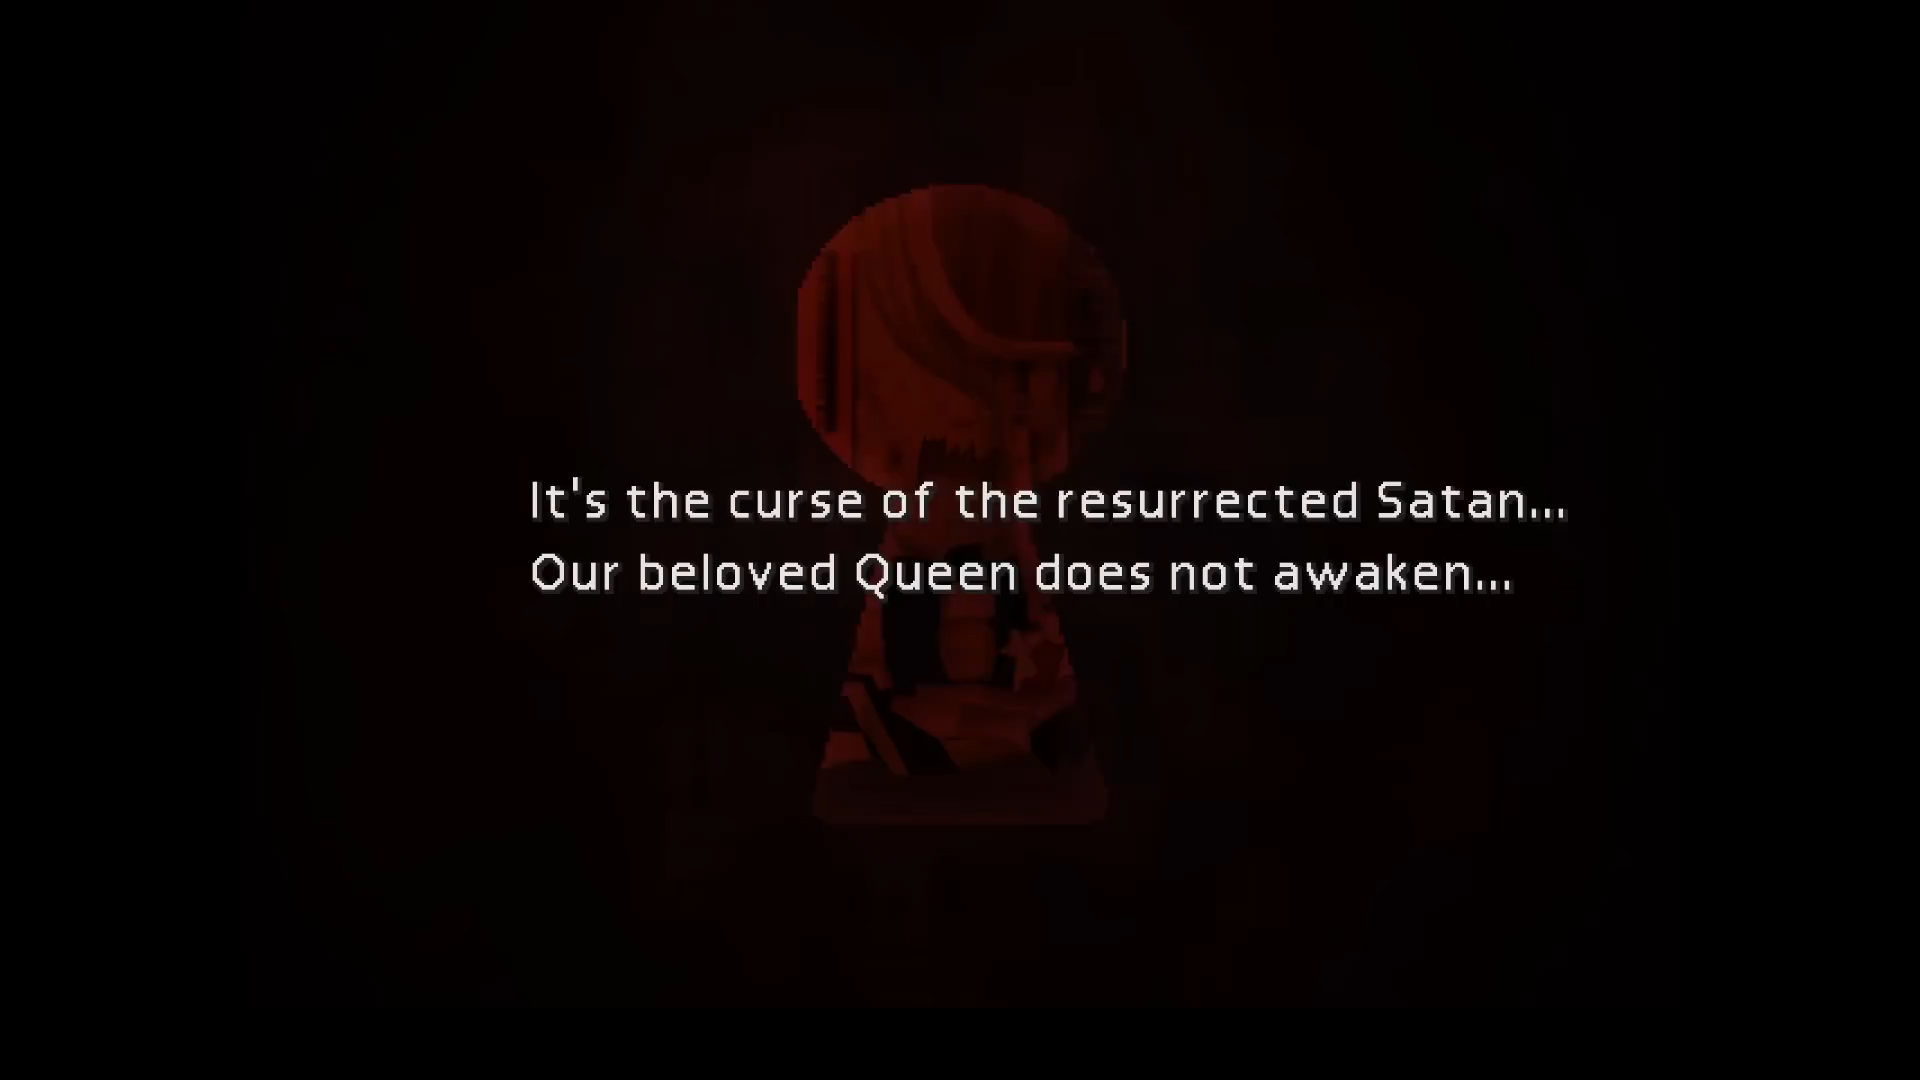 It's the curse of the resurrected Satan...
Our beloved Queen does not awaken...